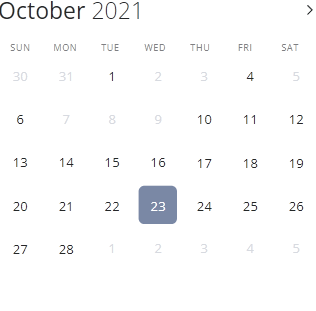 October 2021
SUN MON TUE WED THU FRI SAT
30 31 1 2 3 4 5
6 7 8 9 10 11 12
13 14 15 16 17 18 19
20 21 22 23 24 25 26
27 28 1 2 3 4 5